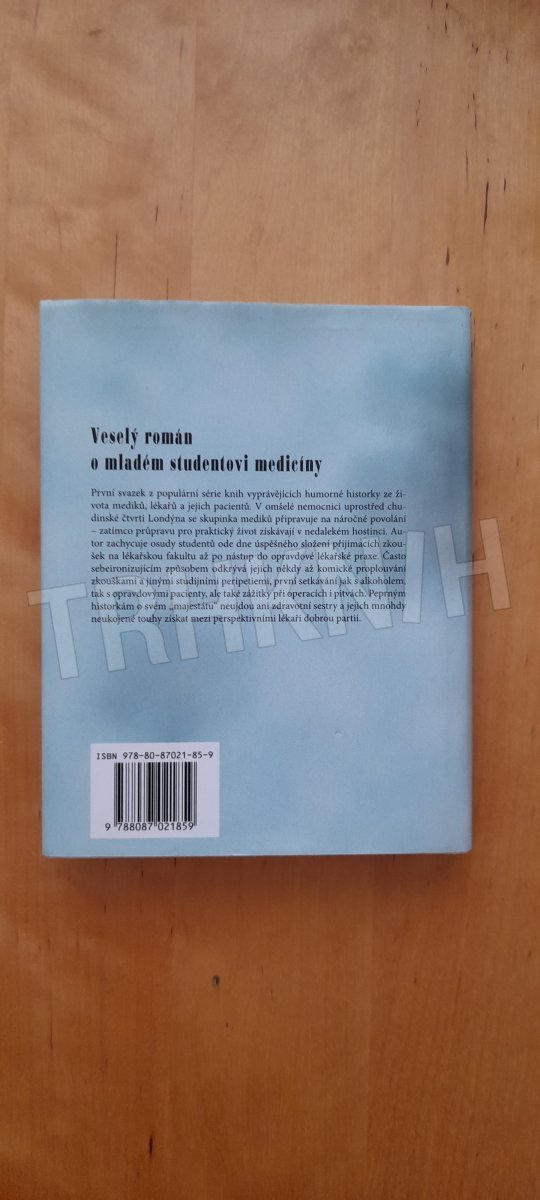 Veselý román
o mladém studentovi medicíny
První svazek z populární série knih vyprávějících humorné historky ze ži-
vota mediků, lékařů a jejich pacientů. V omšelé nemocnici uprostřed chu-
dinské čtvrti Londýna se skupinka mediků připravuje na náročné povolání
– zatímco průpravu pro praktický život získávají v nedalekém hostinci. Au-
tor zachycuje osudy studentů ode dne úspěšného složení přijímacích zkou-
šek na lékařskou fakultu až po nástup do opravdové lékařské praxe. Často
sebeironizujícím způsobem odkrývá jejich někdy až komické proplouvání
zkouškami a jinými studijními peripetiemi, první setkávání jak s alkoholem,
tak s opravdovými pacienty, ale také zážitky při operacích i pitvách. Peprným
historkám o svém „majestátu" neujdou ani zdravotní sestry a jejich mnohdy
neukojené touhy získat mezi perspektivními lékaři dobrou partii.
TRHKNIH
ISBN 978-80-87021-85-9
9 788087 021859